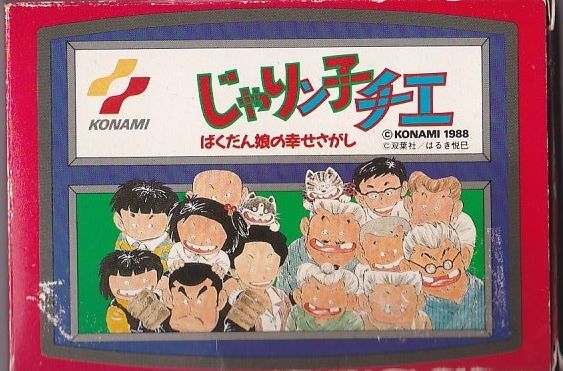 KONAMI
じゃりン子チエ
ばくだん娘の幸せさがし
©KONAMI 1988
©双葉社/はるき悦巳